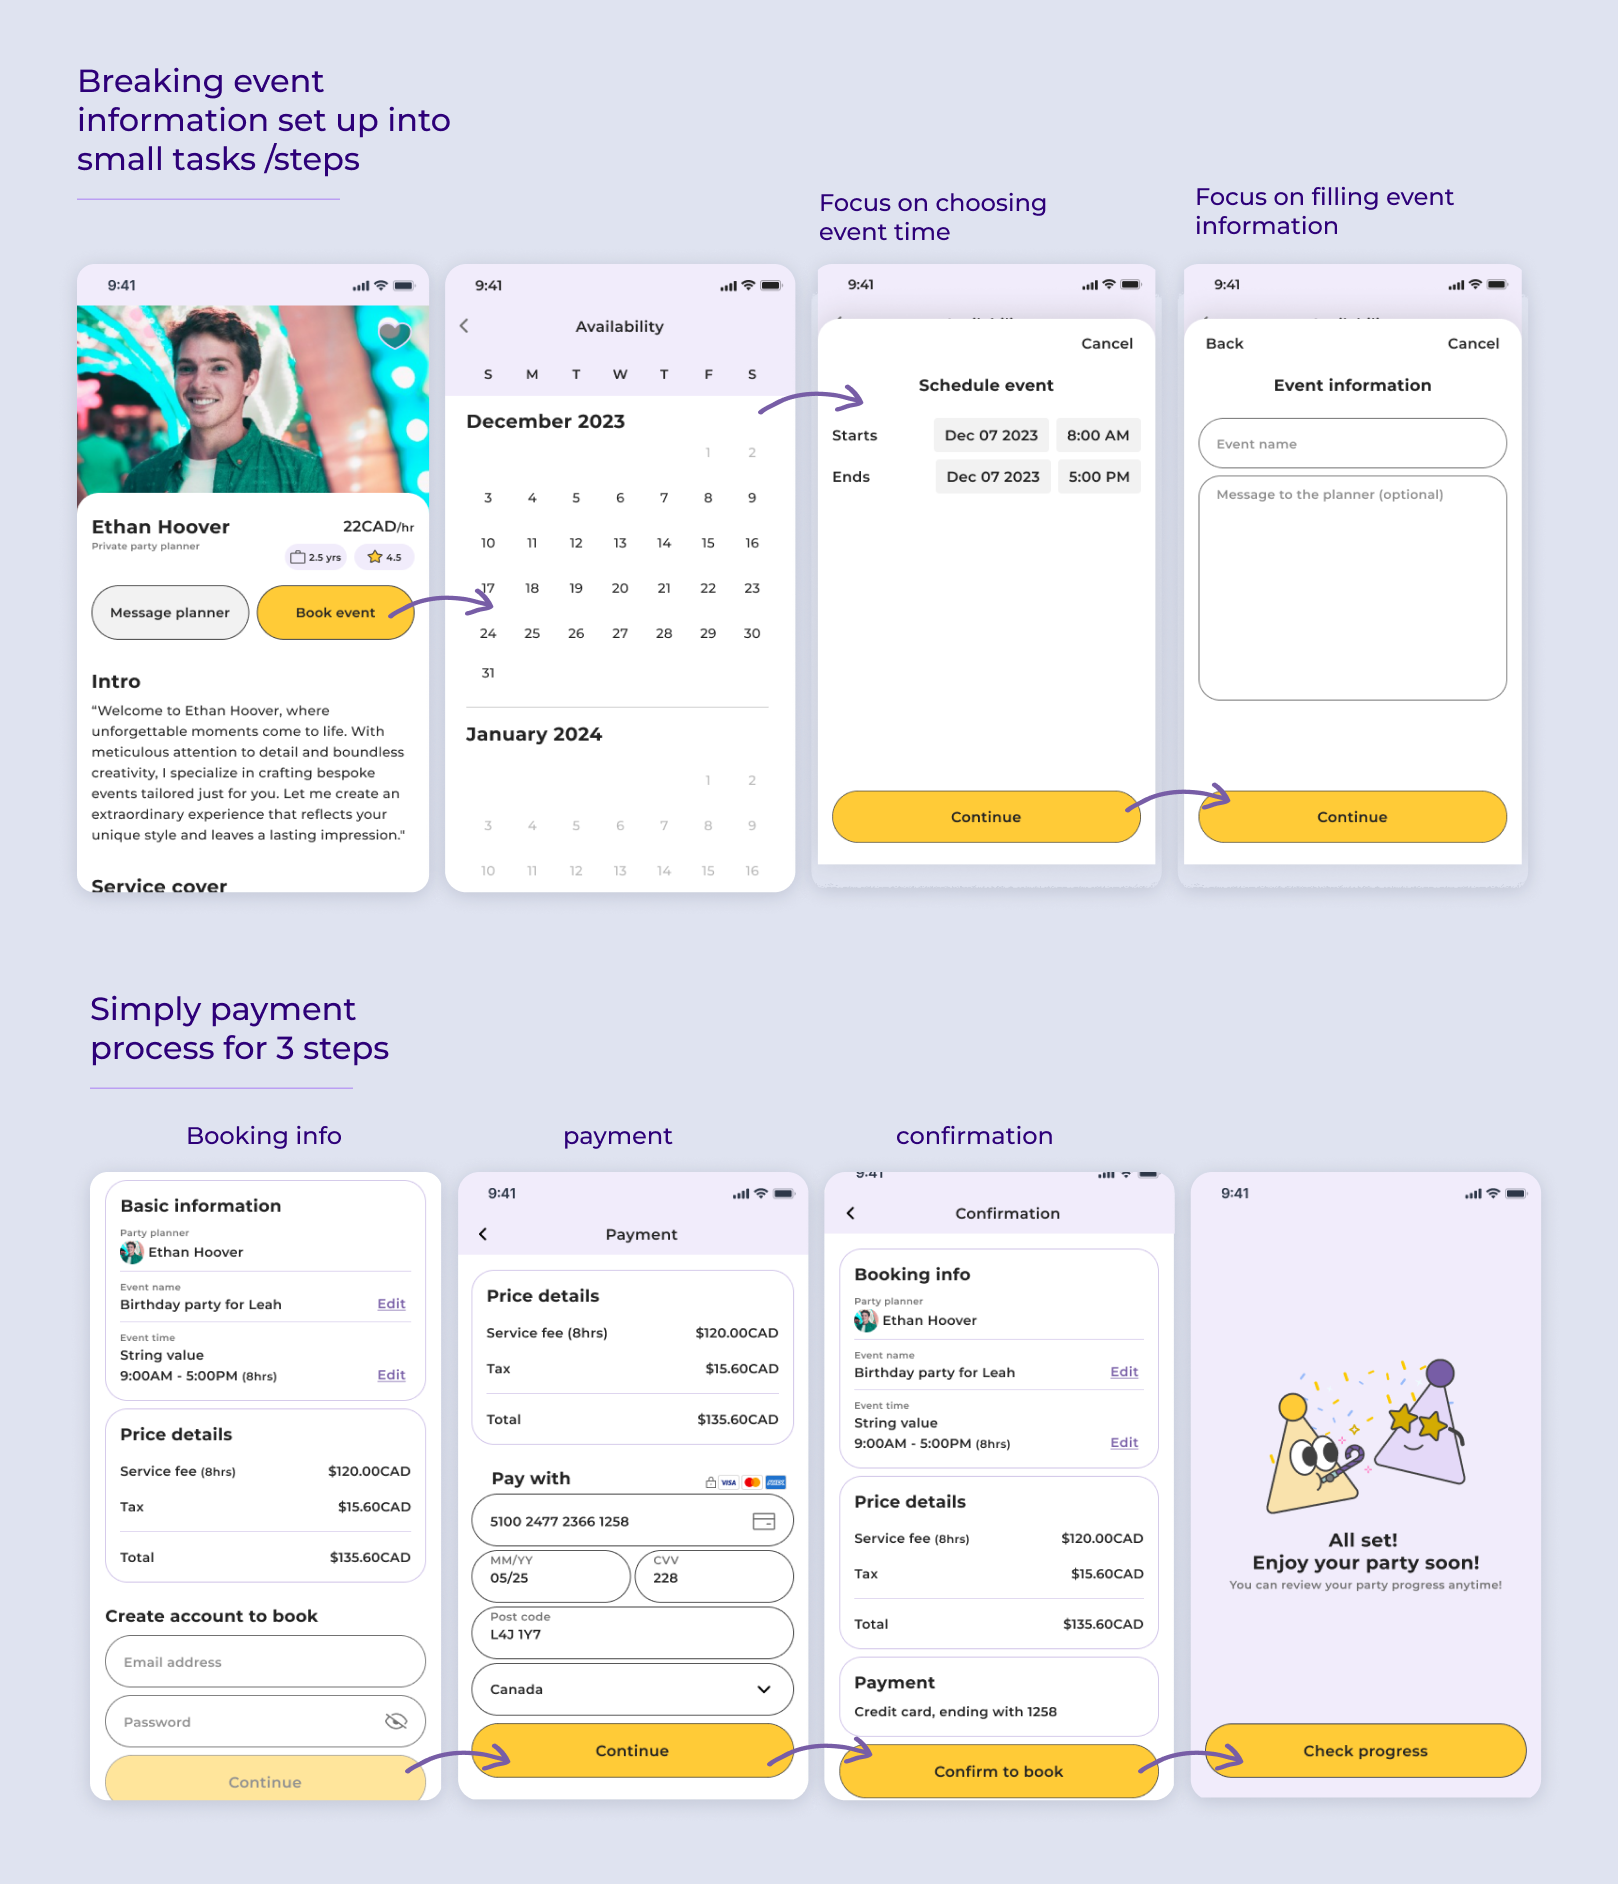 Breaking event
information set up into
small tasks /steps
Focus on choosing
event time
Focus on filling event
information
9:41
Ethan Hoover
22CAD/hr
Private party planner
2.5 yrs
4.5
Message planner
Book event
Intro
“Welcome to Ethan Hoover, where
unforgettable moments come to life. With
meticulous attention to detail and boundless
creativity, I specialize in crafting bespoke
events tailored just for you. Let me create an
extraordinary experience that reflects your
unique style and leaves a lasting impression."
Service cover
9:41
Availability
S M T W T F S
December 2023
1 2
3 4 5 6 7 8 9
10 11 12 13 14 15 16
17 18 19 20 21 22 23
24 25 26 27 28 29 30
31
January 2024
1 2
3 4 5 6 7 8 9
10 11 12 13 14 15 16
9:41
Cancel
Schedule event
Starts Dec 07 2023 8:00 AM
Ends Dec 07 2023 5:00 PM
Continue
9:41
Back Cancel
Event information
Event name
Message to the planner (optional)
Continue
Simply payment
process for 3 steps
Booking info
payment
confirmation
Basic information
Party planner
Ethan Hoover
Event name
Birthday party for Leah Edit
Event time
String value
9:00AM - 5:00PM (8hrs) Edit
Price details
Service fee (8hrs) $120.00CAD
Tax $15.60CAD
Total $135.60CAD
Create account to book
Email address
Password
Continue
9:41
Payment
Price details
Service fee (8hrs) $120.00CAD
Tax $15.60CAD
Total $135.60CAD
Pay with
VISA
5100 2477 2366 1258
MM/YY
05/25
CVV
228
Post code
L4J 1Y7
Canada
Continue
9:41
Confirmation
Booking info
Party planner
Ethan Hoover
Event name
Birthday party for Leah Edit
Event time
String value
9:00AM - 5:00PM (8hrs) Edit
Price details
Service fee (8hrs) $120.00CAD
Tax $15.60CAD
Total $135.60CAD
Payment
Credit card, ending with 1258
Confirm to book
9:41
All set!
Enjoy your party soon!
You can review your party progress anytime!
Check progress